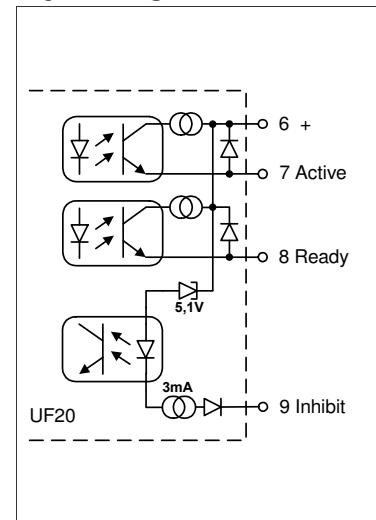 6 +
7 Active
8 Ready
5,1V
3mA
9 Inhibit
UF20